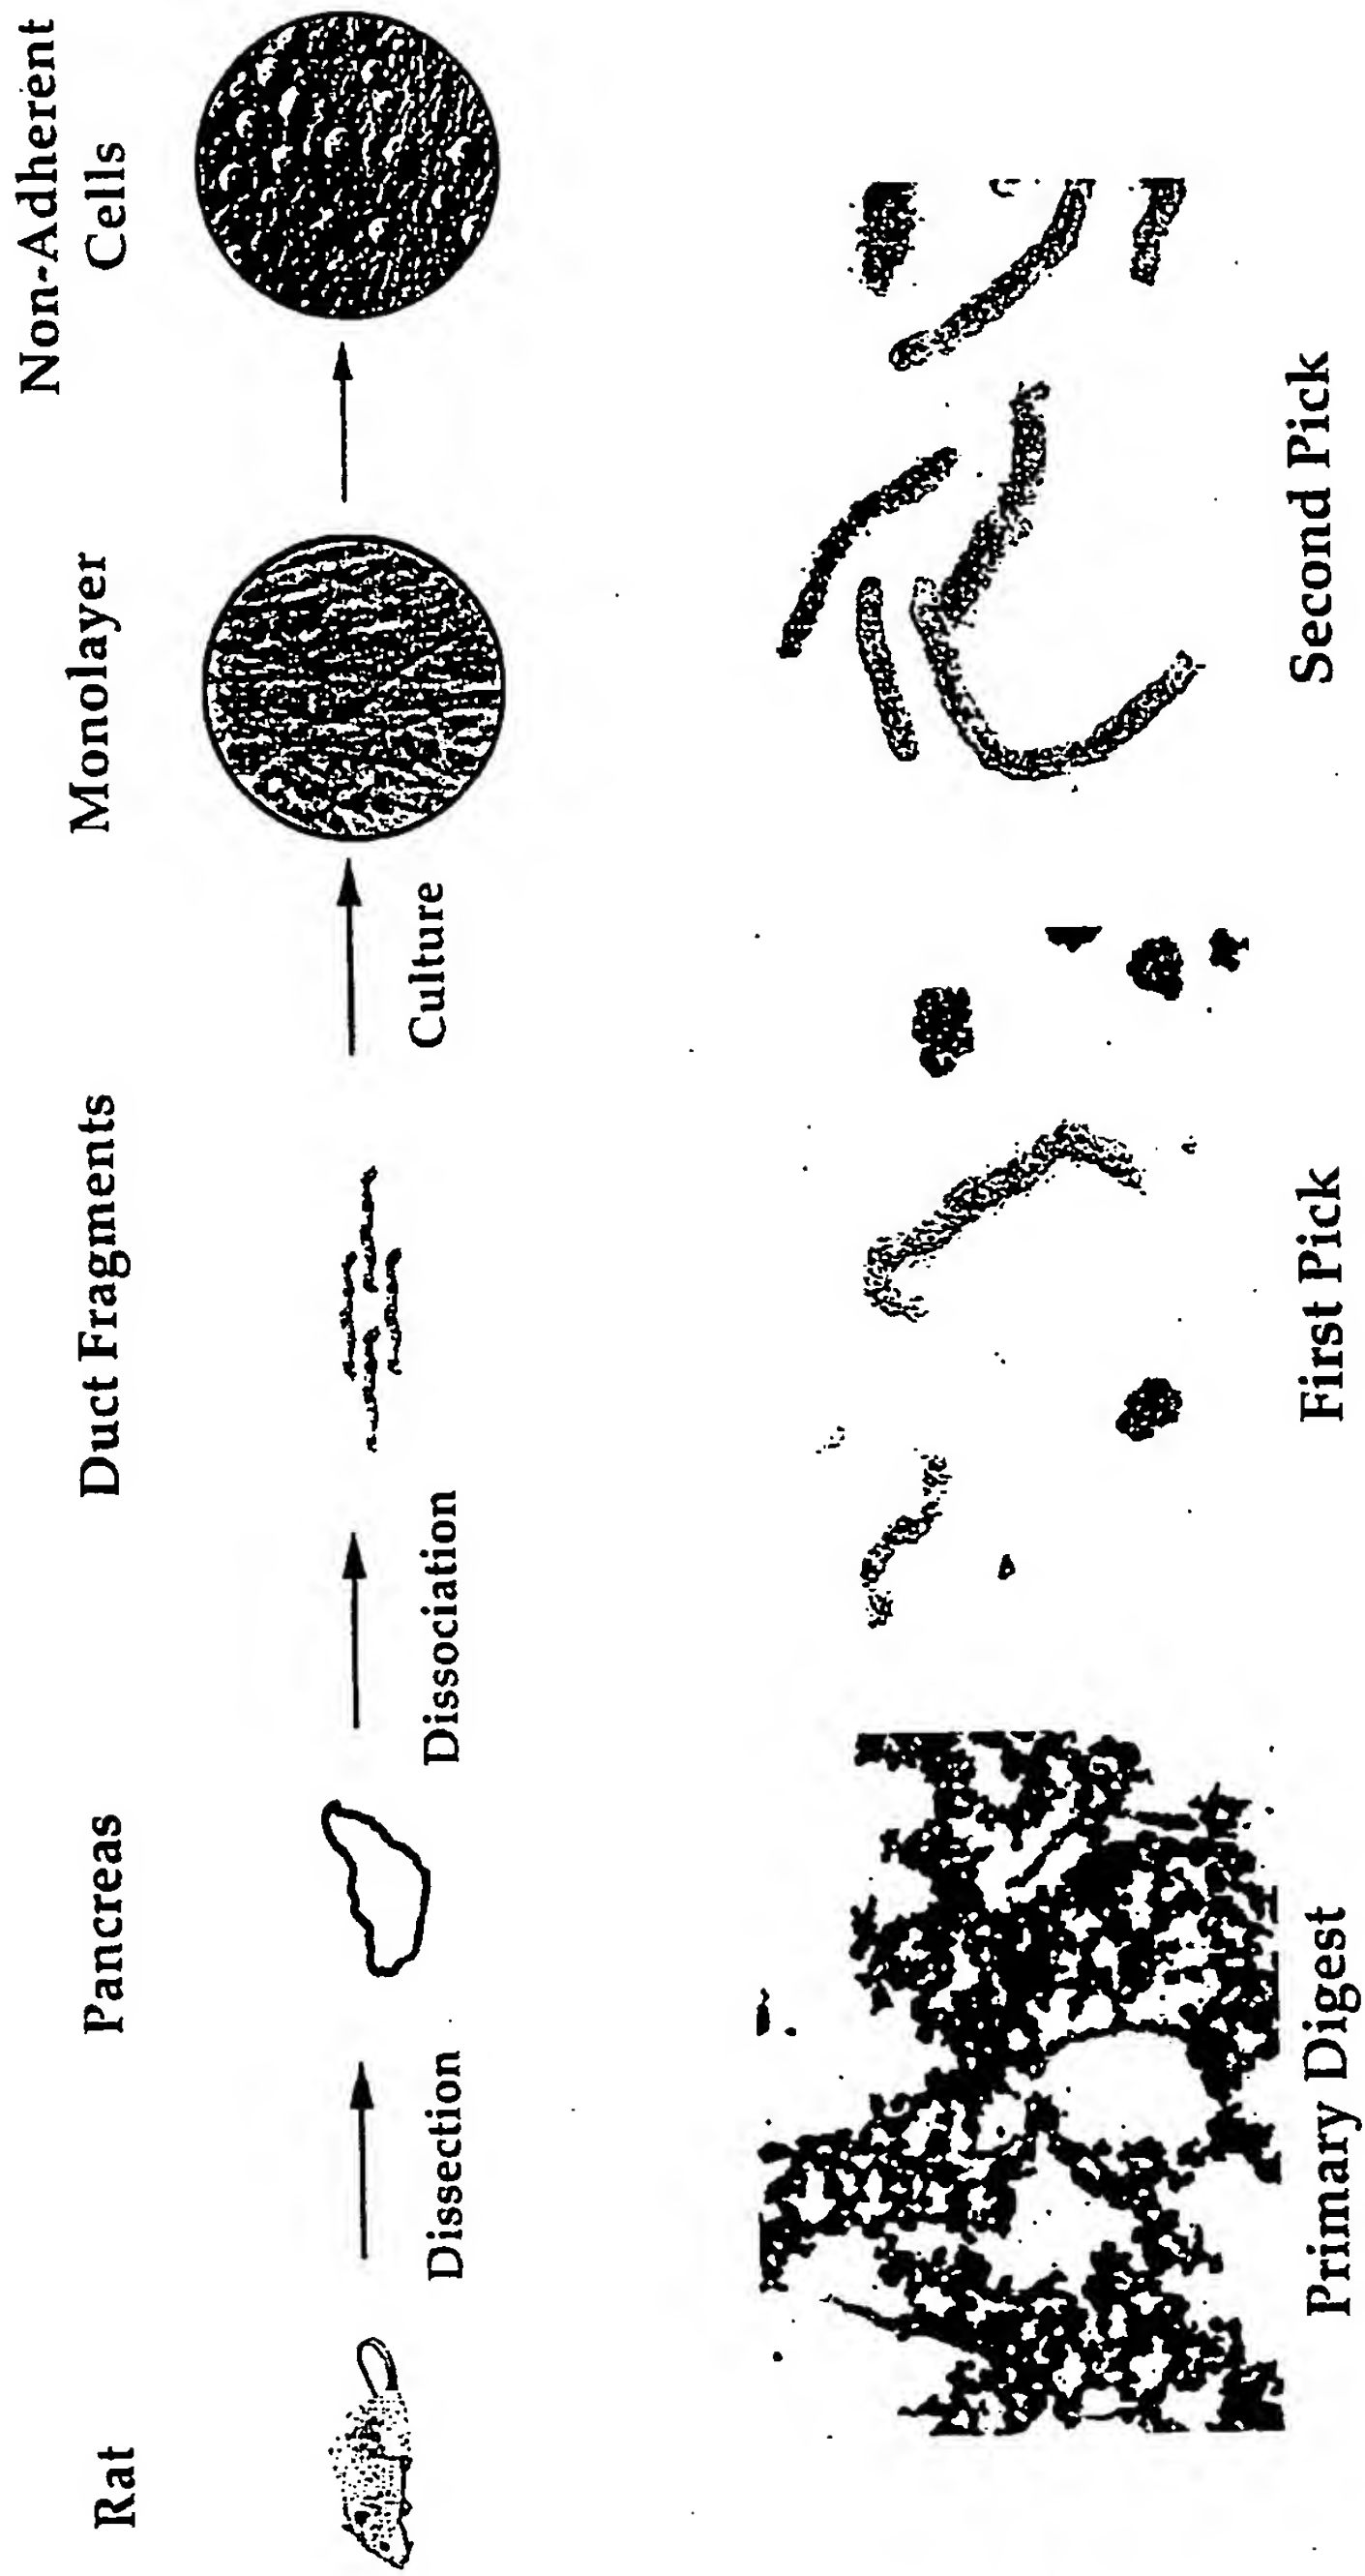 Rat
Pancreas
Duct Fragments
Monolayer
Non-Adherent
Cells
Dissection
Dissociation
Culture
Primary Digest
First Pick
Second Pick